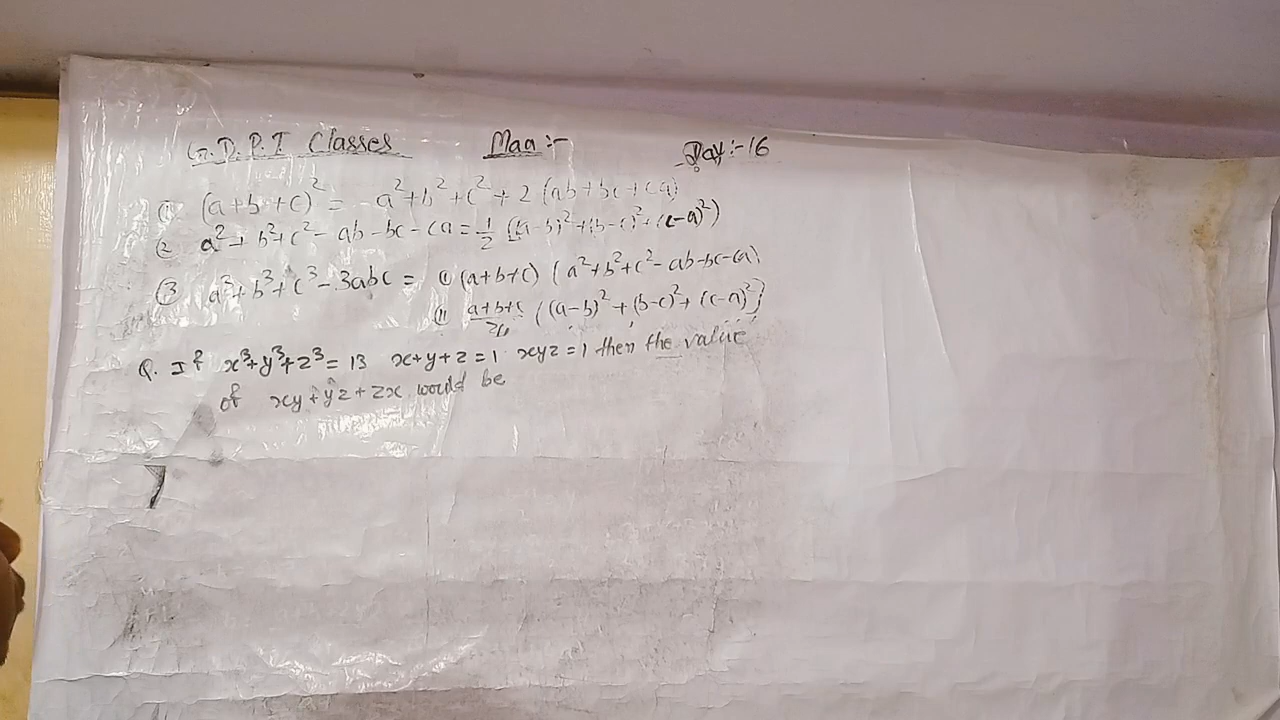 G.D.P.I Classes Maa :- Day :- 16
① (a+b+c)² = a²+b²+c²+2(ab+bc+ca)
② a²+b²+c²-ab-bc-ca = 1/2 ((a-b)²+(b-c)²+(c-a)²)
③ a³+b³+c³-3abc = (i) (a+b+c) (a²+b²+c²-ab-bc-ca)
(ii) a+b+c/2 ((a-b)²+(b-c)²+(c-a)²)
Q. If x³+y³+z³ = 13 x+y+z = 1 xyz = 1 then the value
of xy+yz+zx would be